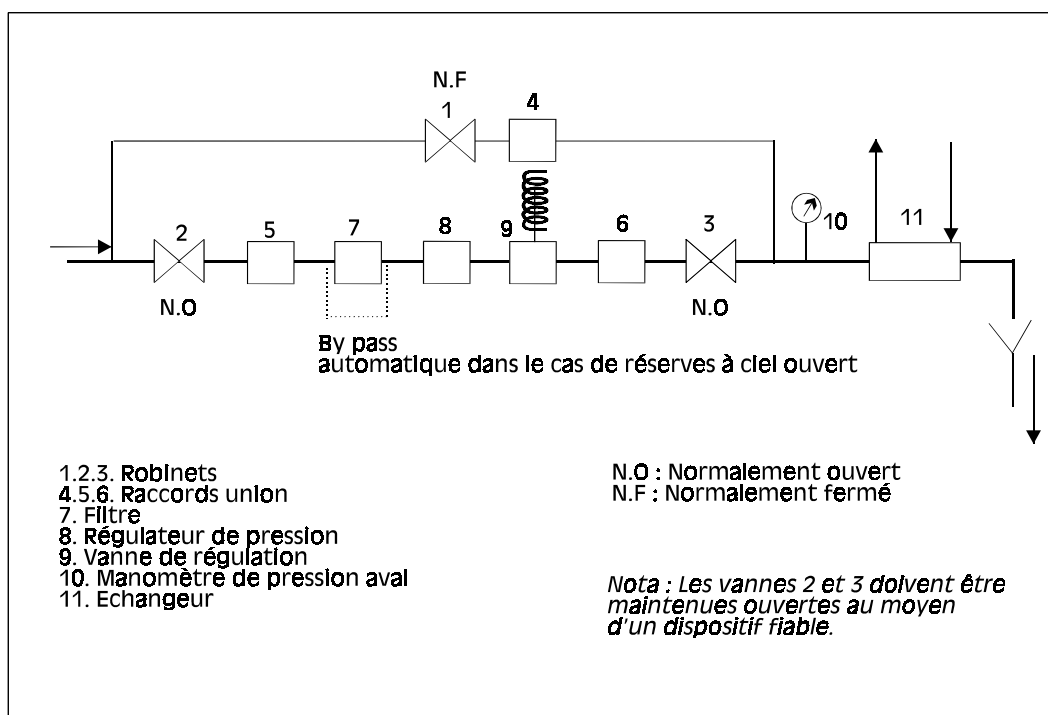 N.F
1
4
2
5
7
8
9
6
3
10
11
N.O
N.O
By pass
automatique dans le cas de réserves à ciel ouvert
1.2.3. Robinets
4.5.6. Raccords union
7. Filtre
8. Régulateur de pression
9. Vanne de régulation
10. Manomètre de pression aval
11. Echangeur
N.O : Normalement ouvert
N.F : Normalement fermé
Nota : Les vannes 2 et 3 doivent être
maintenues ouvertes au moyen
d'un dispositif fiable.